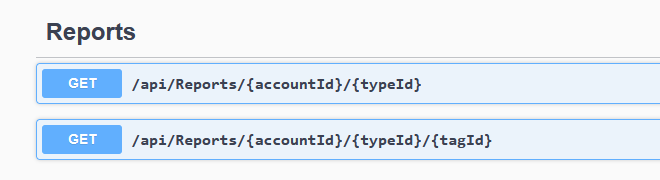 Reports
GET /api/Reports/{accountId}/{typeId}
GET /api/Reports/{accountId}/{typeId}/{tagId}